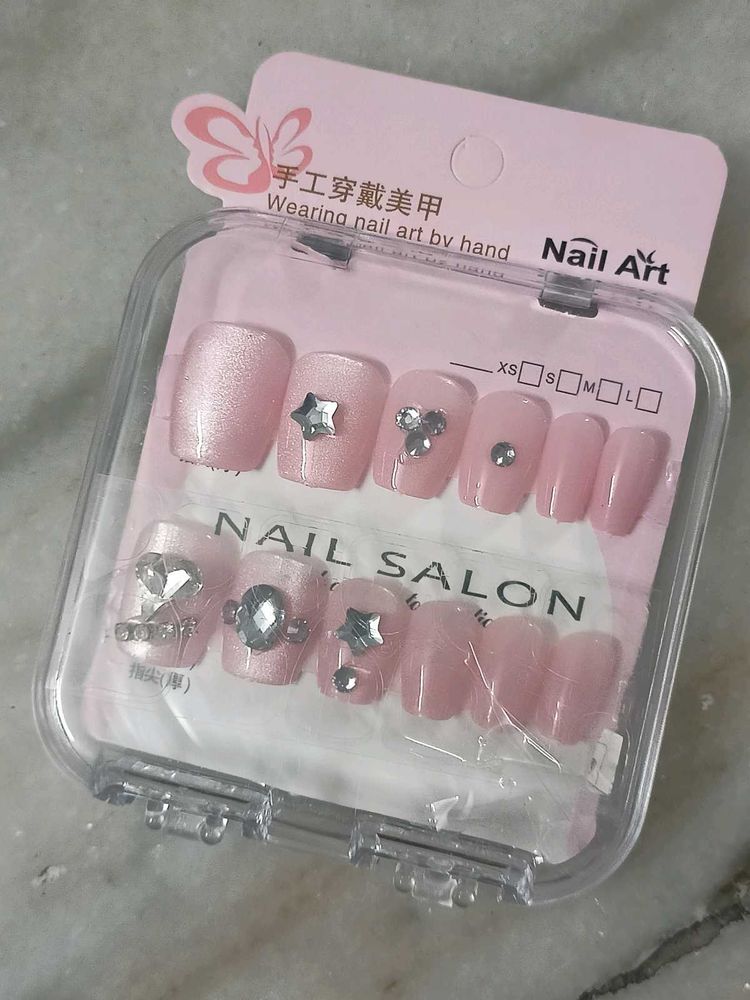 手工穿戴美甲
Wearing nail art by hand
Nail Art
XS S M L
NAIL SALON
指尖(厚)